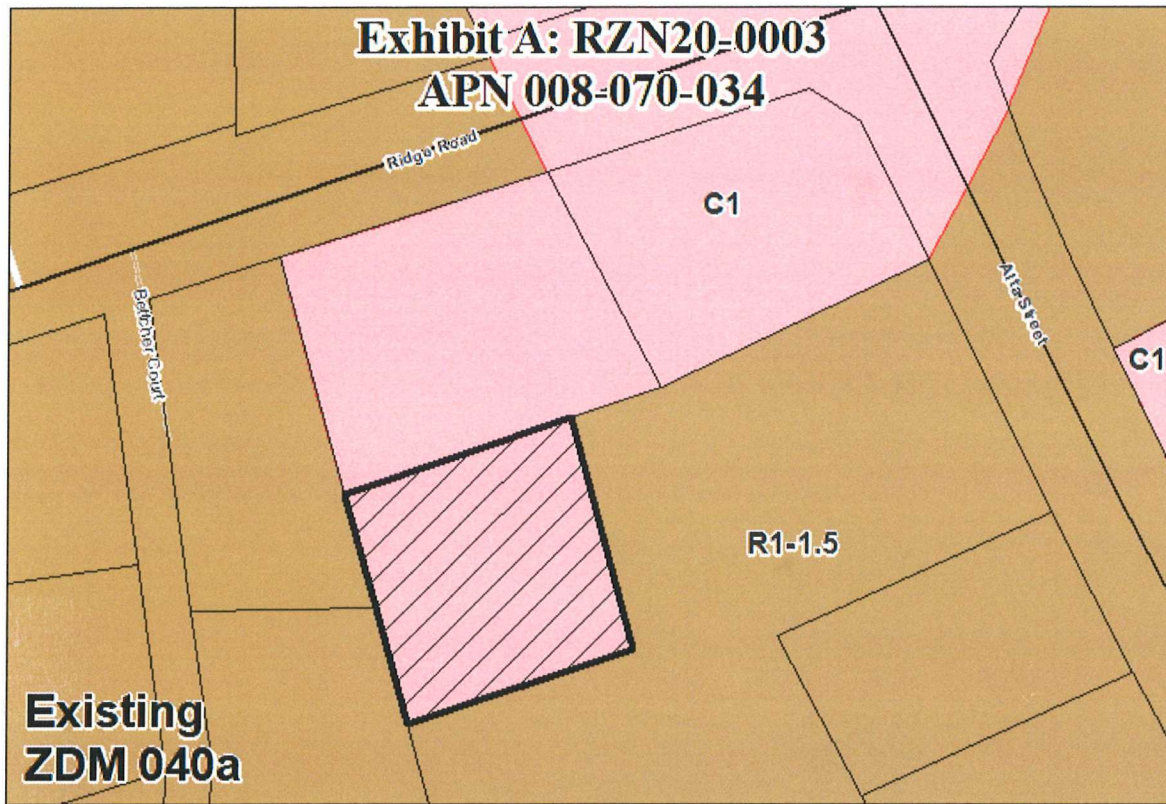 Exhibit A: RZN20-0003
APN 008-070-034
Ridge Road
C1
Bettcher Court
Alta Street
C1
R1-1.5
Existing
ZDM 040a